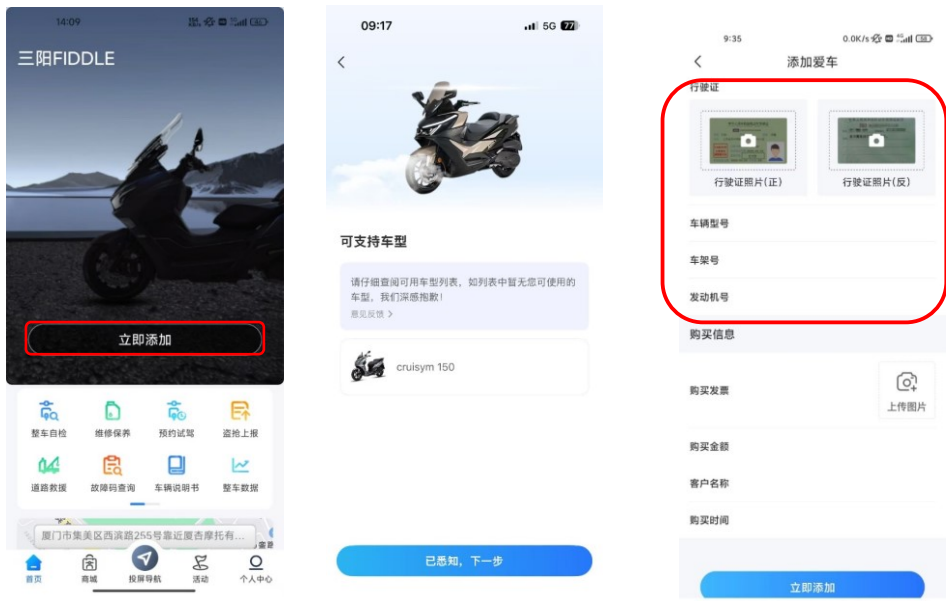 14:09
三阳FIDDLE
立即添加
整车自检
维修保养
预约试驾
盗抢上报
道路救援
故障码查询
车辆说明书
整车数据
厦门市集美区西滨路255号靠近厦杏摩托有...
首页
商城
投屏导航
活动
个人中心
09:17
5G 77
可支持车型
请仔细查阅可用车型列表，如列表中暂无您可使用的
车型，我们深感抱歉！
意见反馈 >
cruisym 150
已悉知，下一步
9:35
0.0K/s
添加爱车
行驶证
行驶证照片(正)
行驶证照片(反)
车辆型号
车架号
发动机号
购买信息
购买发票
上传图片
购买金额
客户名称
购买时间
立即添加